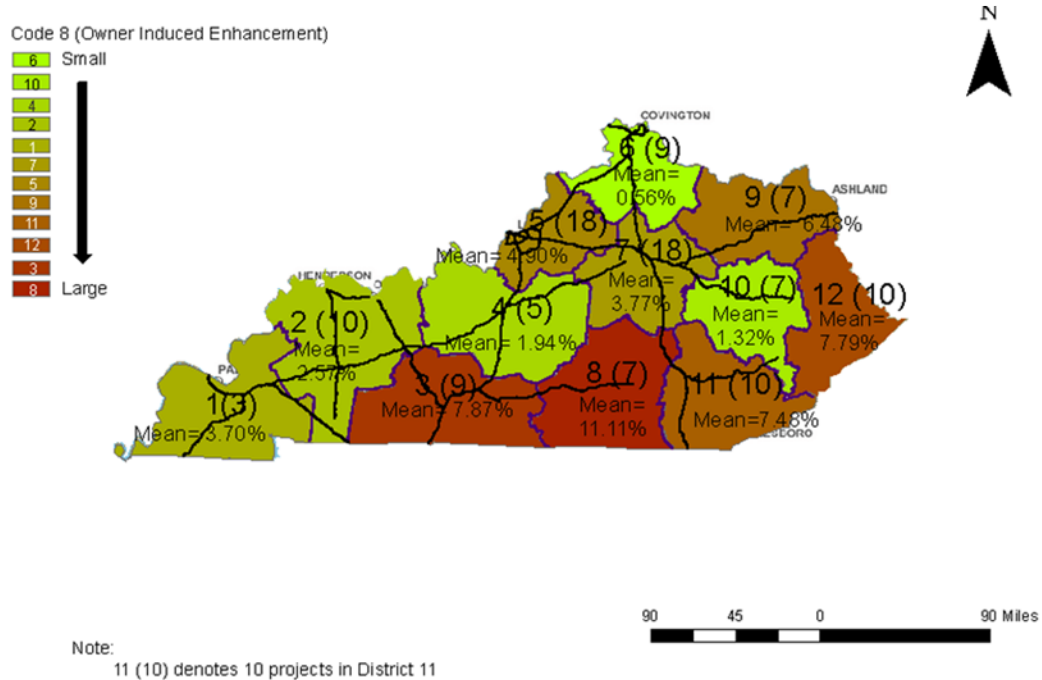 N
Code 8 (Owner Induced Enhancement)
6 Small
10
4
2
1
7
5
9
11
12
3
8 Large
COVINGTON
6 (9)
Mean=
0.56%
9 (7)
ASHLAND
Mean= 6.48%
5 (18)
Mean= 4.90%
7 (18)
3.77%
HENDERSON
10 (7)
Mean=
1.32%
12 (10)
Mean=
7.79%
4 (5)
Mean= 1.94%
2 (10)
Mean=
2.57%
PA
3 (9)
Mean= 7.87%
8 (7)
Mean=
11.11%
11 (10)
Mean=7.48%
1(3)
Mean= 3.70%
90 45 0 90 Miles
Note:
11 (10) denotes 10 projects in District 11